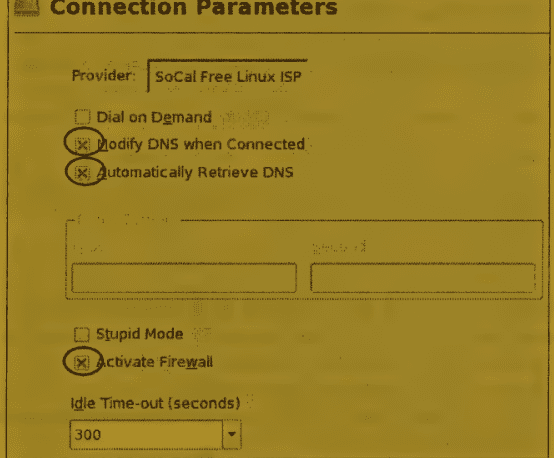 Connection Parameters
Provider: SoCal Free Linux ISP
Dial on Demand
Modify DNS when Connected
Automatically Retrieve DNS
Second
Stupid Mode
Activate Firewall
Idle Time-out (seconds)
300